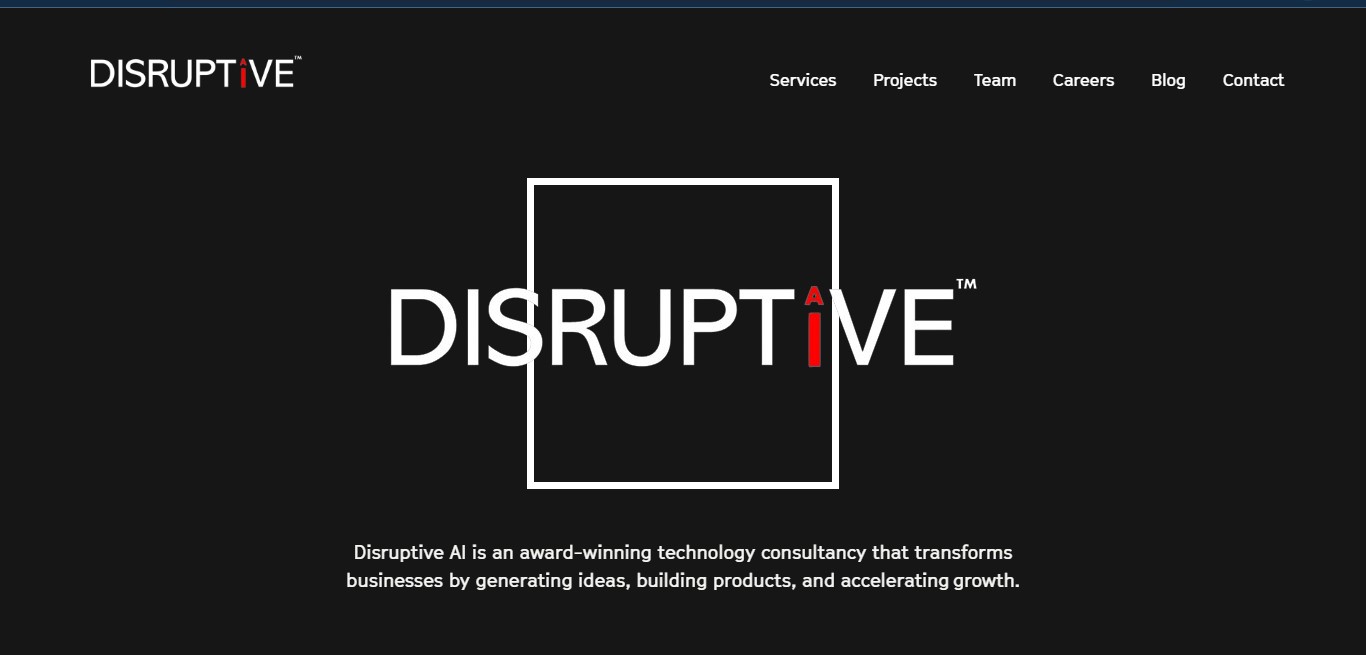 DISRUPTiVE™
Services Projects Team Careers Blog Contact
DISRUPTiVE™
Disruptive AI is an award-winning technology consultancy that transforms
businesses by generating ideas, building products, and accelerating growth.